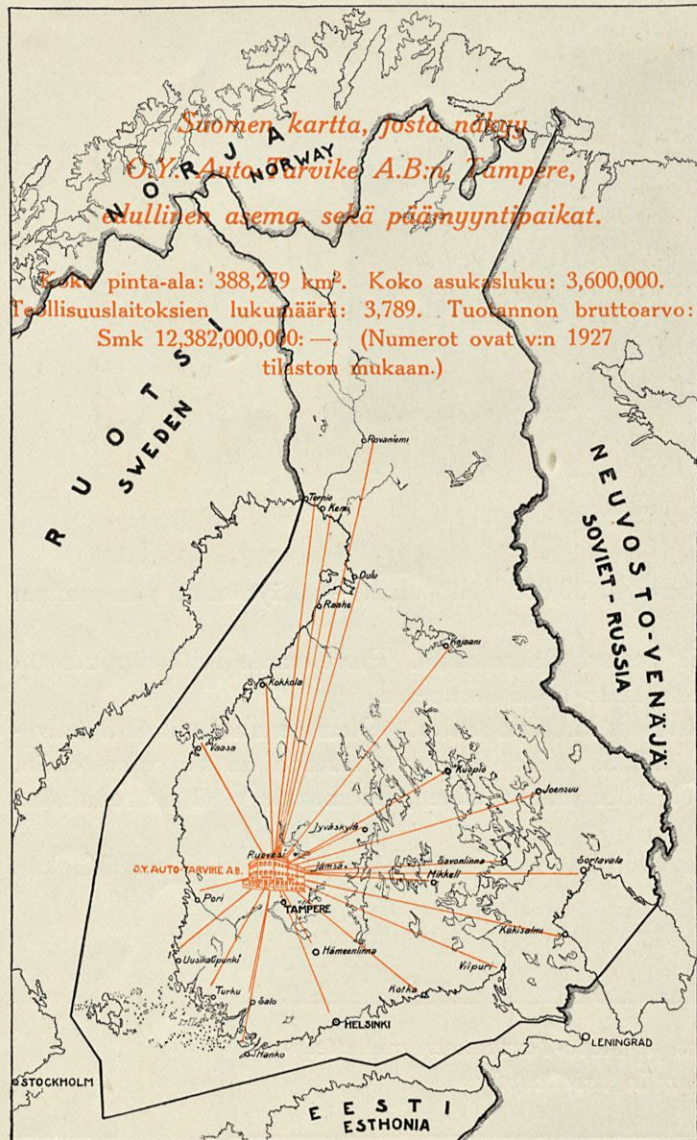 Suomen kartta, josta näkyy
O.Y. Auto-Tarvike A.B:n, Tampere,
edullinen asema sekä päämyyntipaikat.
Koko pinta-ala: 388,279 km². Koko asukasluku: 3,600,000.
Teollisuuslaitoksien lukumäärä: 3,789. Tuotannon bruttoarvo:
Smk 12,382,000,000: —. (Numerot ovat v:n 1927
tilaston mukaan.)
NORJA
NORWAY
RUOTSI
SWEDEN
NEUVOSTO-VENÄJÄ
SOVIET-RUSSIA
Rovaniemi
Tornio
Kemi
Oulu
Raahe
Kajaani
Kokkola
Vaasa
Kuopio
Joensuu
Jyväskylä
Ruovesi
Jämsä
Savonlinna
Sortavala
O.Y. AUTO-TARVIKE A.B.
Mikkeli
Pori
TAMPERE
Käkisalmi
Hämeenlinna
Uusikaupunki
Viipuri
Turku
Salo
Kotka
HELSINKI
Hanko
LENINGRAD
STOCKHOLM
EESTI
ESTHONIA